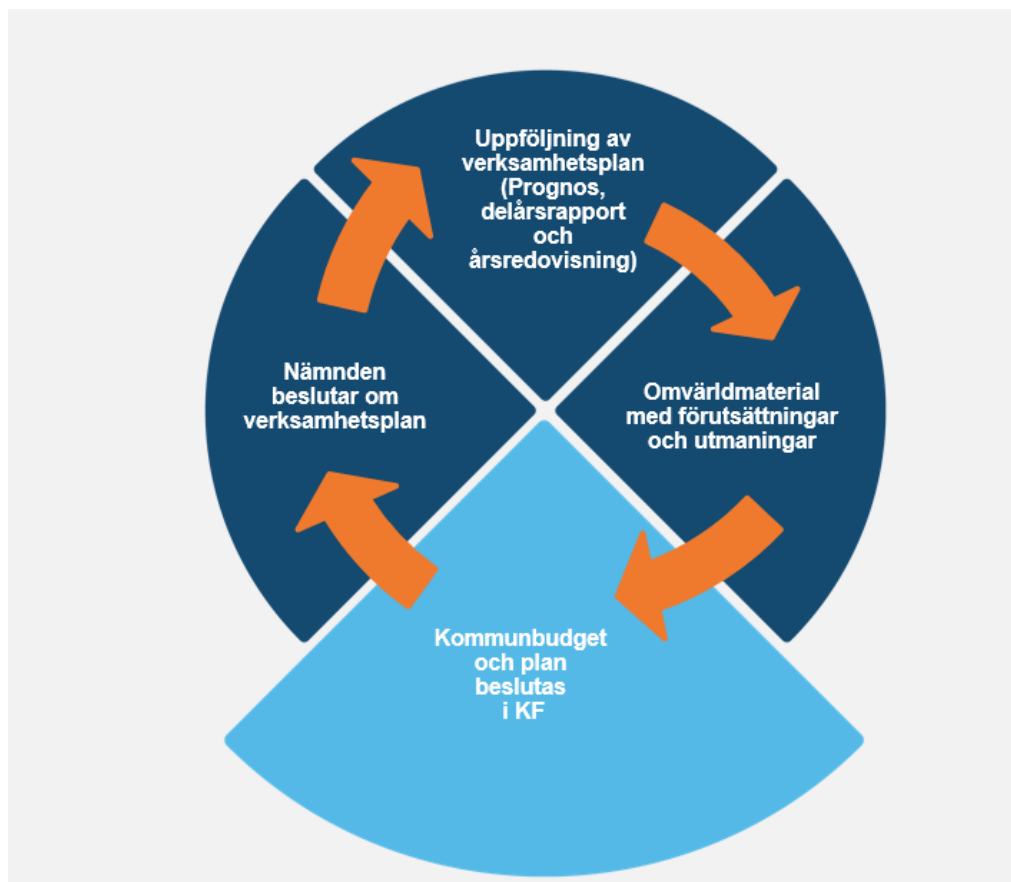 Uppföljning av
verksamhetsplan
(Prognos,
delårsrapport
och
årsredovisning)
Nämnden
beslutar om
verksamhetsplan
Omvärldmaterial
med förutsättningar
och utmaningar
Kommunbudget
och plan
beslutas
i KF